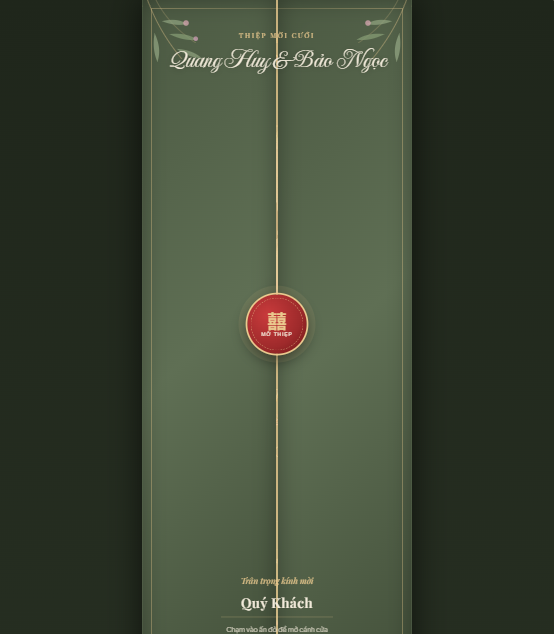 THIỆP MỜI CƯỚI
Quang Huy & Bảo Ngọc
囍
MỞ THIỆP
Trân trọng kính mời
Quý Khách
Chạm vào ấn đỏ để mở cánh cửa